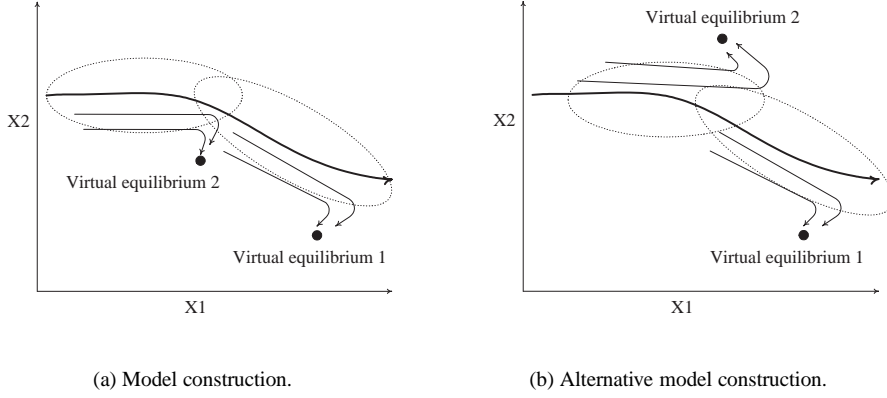 X2
Virtual equilibrium 2
Virtual equilibrium 1
X1
(a) Model construction.
Virtual equilibrium 2
X2
Virtual equilibrium 1
X1
(b) Alternative model construction.